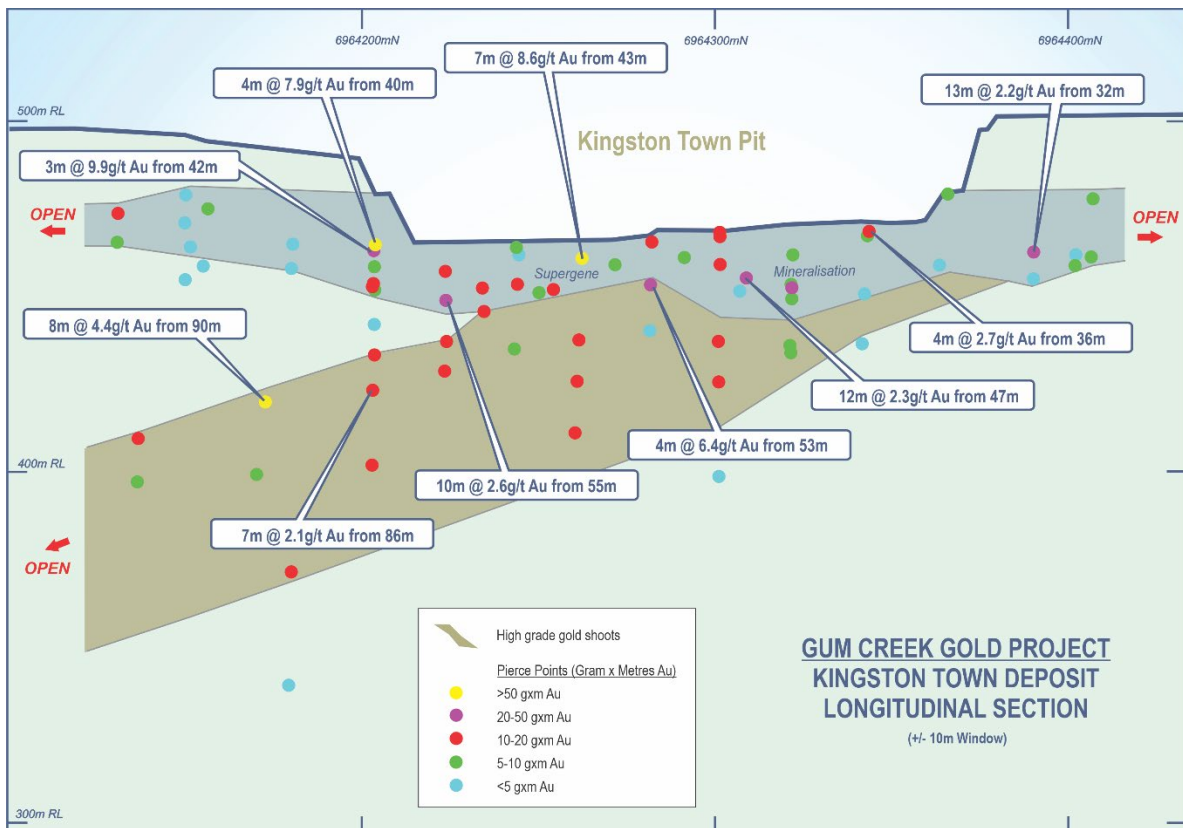 6964200mN
6964300mN
6964400mN
7m @ 8.6g/t Au from 43m
4m @ 7.9g/t Au from 40m
13m @ 2.2g/t Au from 32m
500m RL
Kingston Town Pit
3m @ 9.9g/t Au from 42m
OPEN
OPEN
Supergene
Mineralisation
8m @ 4.4g/t Au from 90m
4m @ 2.7g/t Au from 36m
12m @ 2.3g/t Au from 47m
4m @ 6.4g/t Au from 53m
400m RL
10m @ 2.6g/t Au from 55m
7m @ 2.1g/t Au from 86m
OPEN
High grade gold shoots
Pierce Points (Gram x Metres Au)
>50 gxm Au
20-50 gxm Au
10-20 gxm Au
5-10 gxm Au
<5 gxm Au
GUM CREEK GOLD PROJECT
KINGSTON TOWN DEPOSIT
LONGITUDINAL SECTION
(+/- 10m Window)
300m RL